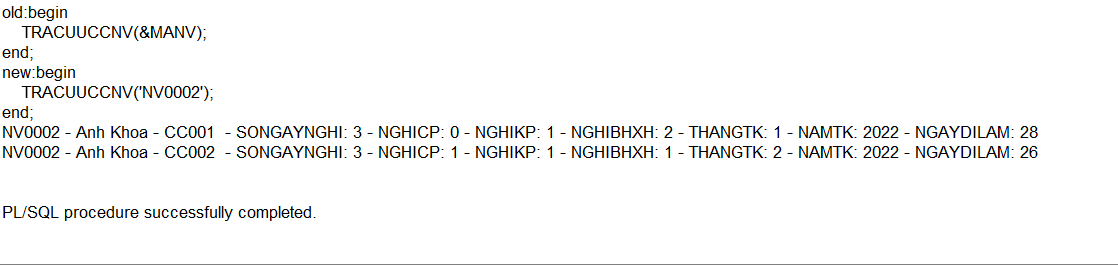 old:begin
TRACUUCCNV(&MANV);
end;
new:begin
TRACUUCCNV('NV0002');
end;
NV0002 - Anh Khoa - CC001  - SONGAYNGHI: 3 - NGHICP: 0 - NGHIKP: 1 - NGHIBHXH: 2 - THANGTK: 1 - NAMTK: 2022 - NGAYDILAM: 28
NV0002 - Anh Khoa - CC002  - SONGAYNGHI: 3 - NGHICP: 1 - NGHIKP: 1 - NGHIBHXH: 1 - THANGTK: 2 - NAMTK: 2022 - NGAYDILAM: 26
PL/SQL procedure successfully completed.